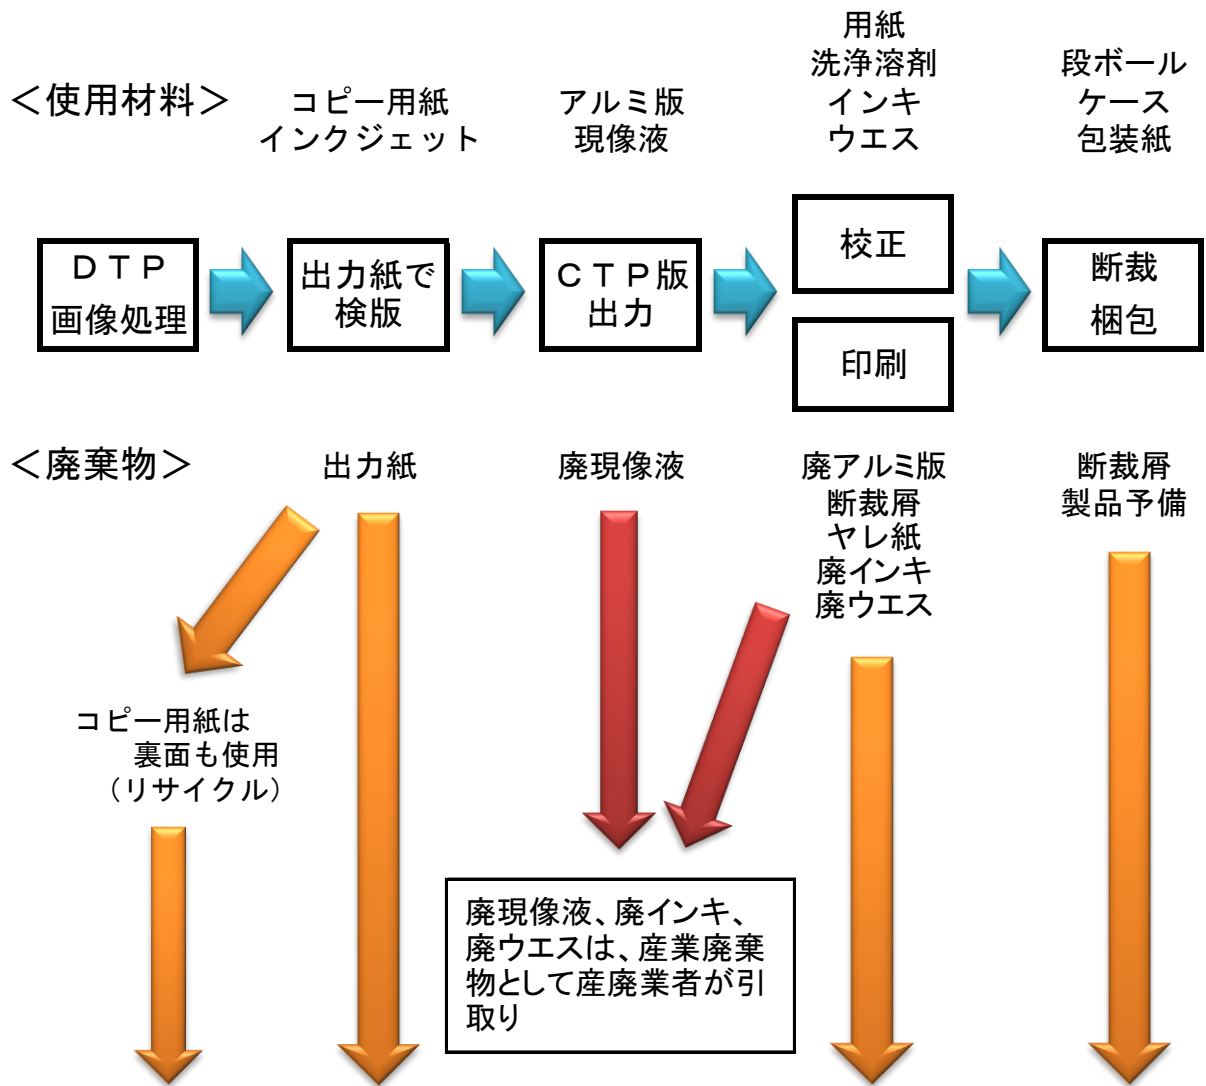 ＜使用材料＞
コピー用紙
インクジェット
アルミ版
現像液
用紙
洗浄溶剤
インキ
ウエス
段ボール
ケース
包装紙
ＤＴＰ
画像処理
出力紙で
検版
ＣＴＰ版
出力
校正
印刷
断裁
梱包
＜廃棄物＞
出力紙
廃現像液
廃アルミ版
断裁屑
ヤレ紙
廃インキ
廃ウエス
断裁屑
製品予備
コピー用紙は
裏面も使用
（リサイクル）
廃現像液、廃インキ、
廃ウエスは、産業廃棄
物として産廃業者が引
取り